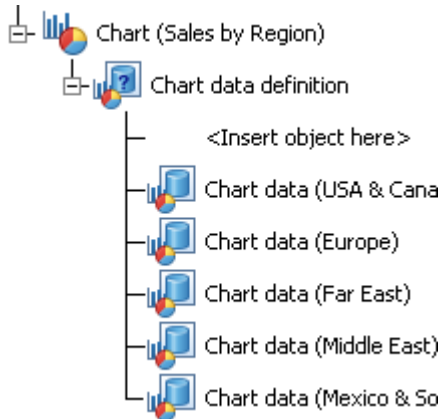 Chart (Sales by Region)
Chart data definition
<Insert object here>
Chart data (USA & Cana
Chart data (Europe)
Chart data (Far East)
Chart data (Middle East)
Chart data (Mexico & So